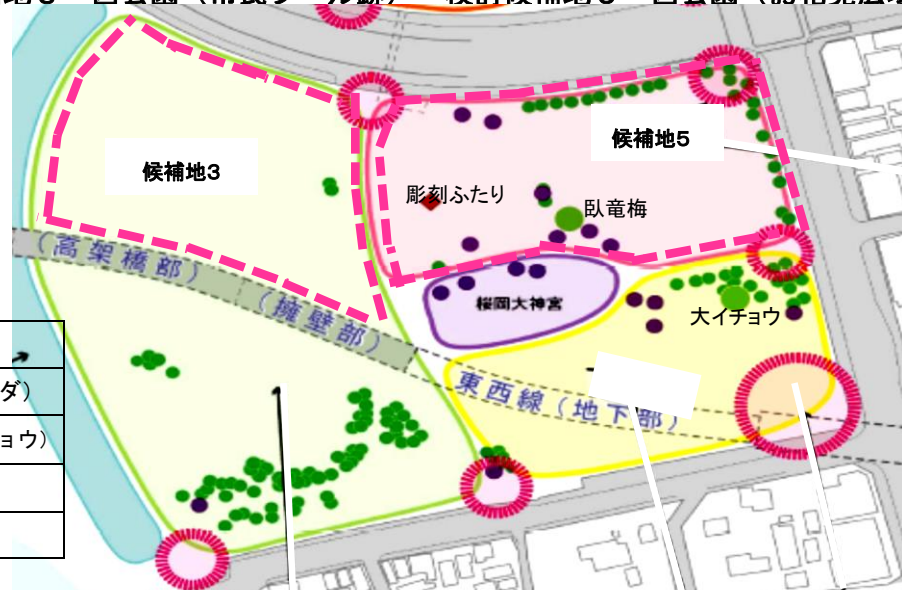 候補地5
候補地3
彫刻ふたり
臥竜梅
（高架橋部）
（擁壁部）
桜岡大神宮
大イチョウ
東西線（地下部）
ダ）
ョウ）